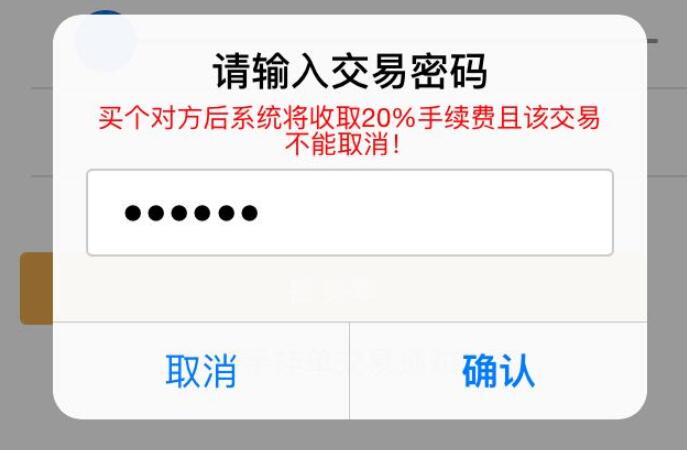 请输入交易密码
买个对方后系统将收取20%手续费且该交易
不能取消！
••••••
取消
确认